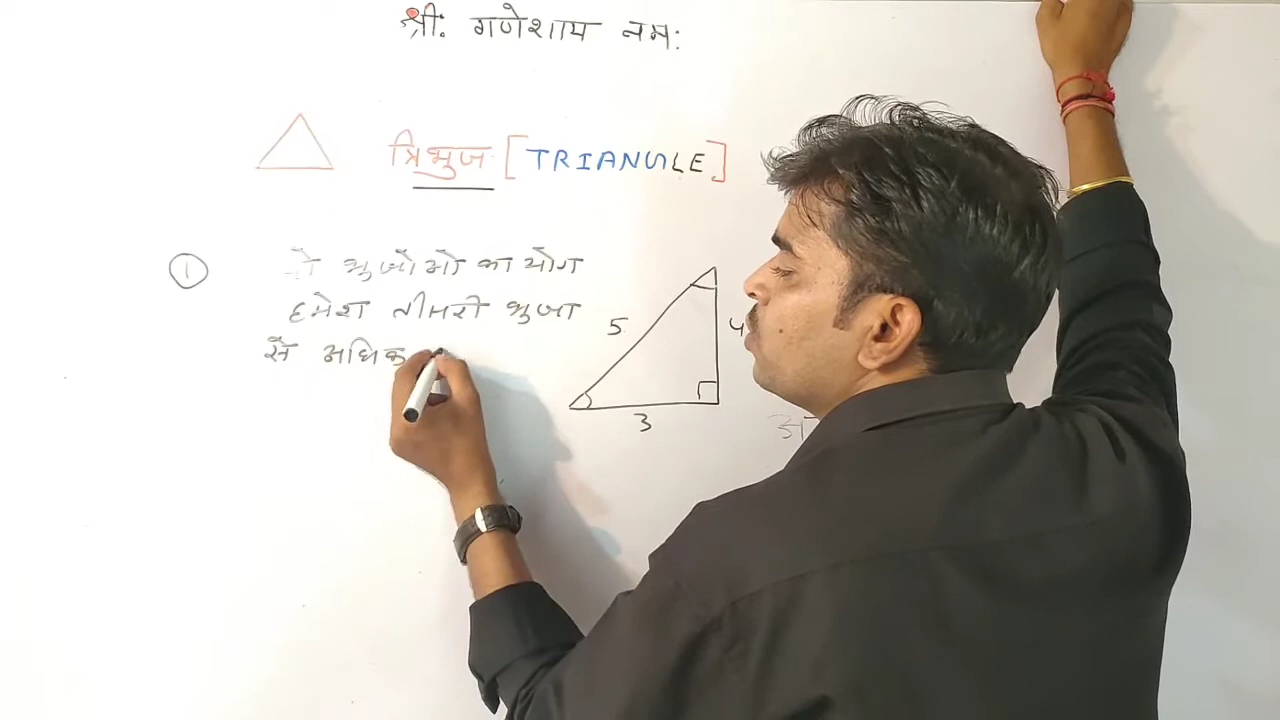 श्री: गणेशाय नम:
त्रिभुज [TRIANGLE]
① दो भुजाओ का योग
हमेशा तीसरी भुजा
से अधिक
5
4
3